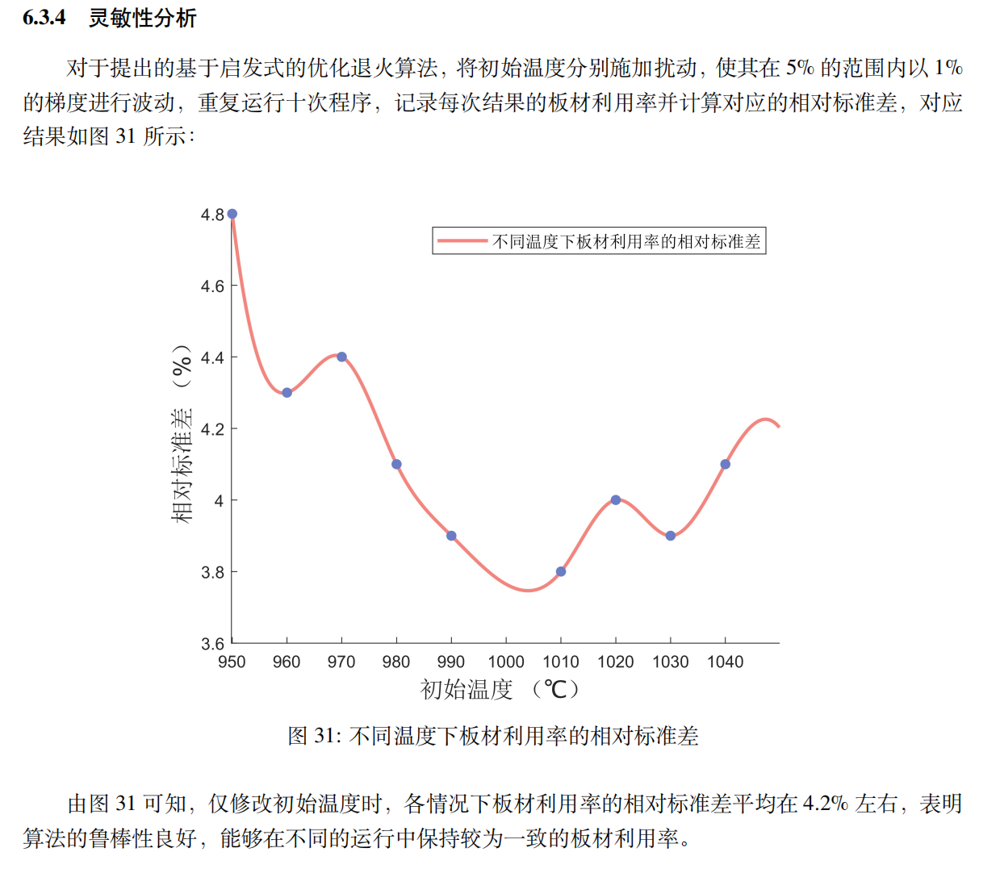 6.3.4 灵敏性分析
对于提出的基于启发式的优化退火算法，将初始温度分别施加扰动，使其在 5% 的范围内以 1%
的梯度进行波动，重复运行十次程序，记录每次结果的板材利用率并计算对应的相对标准差，对应
结果如图 31 所示：
4.8
不同温度下板材利用率的相对标准差
4.6
4.4
4.2
4
3.8
3.6
相对标准差 （%）
950 960 970 980 990 1000 1010 1020 1030 1040
初始温度 （℃）
图 31: 不同温度下板材利用率的相对标准差
由图 31 可知，仅修改初始温度时，各情况下板材利用率的相对标准差平均在 4.2% 左右，表明
算法的鲁棒性良好，能够在不同的运行中保持较为一致的板材利用率。